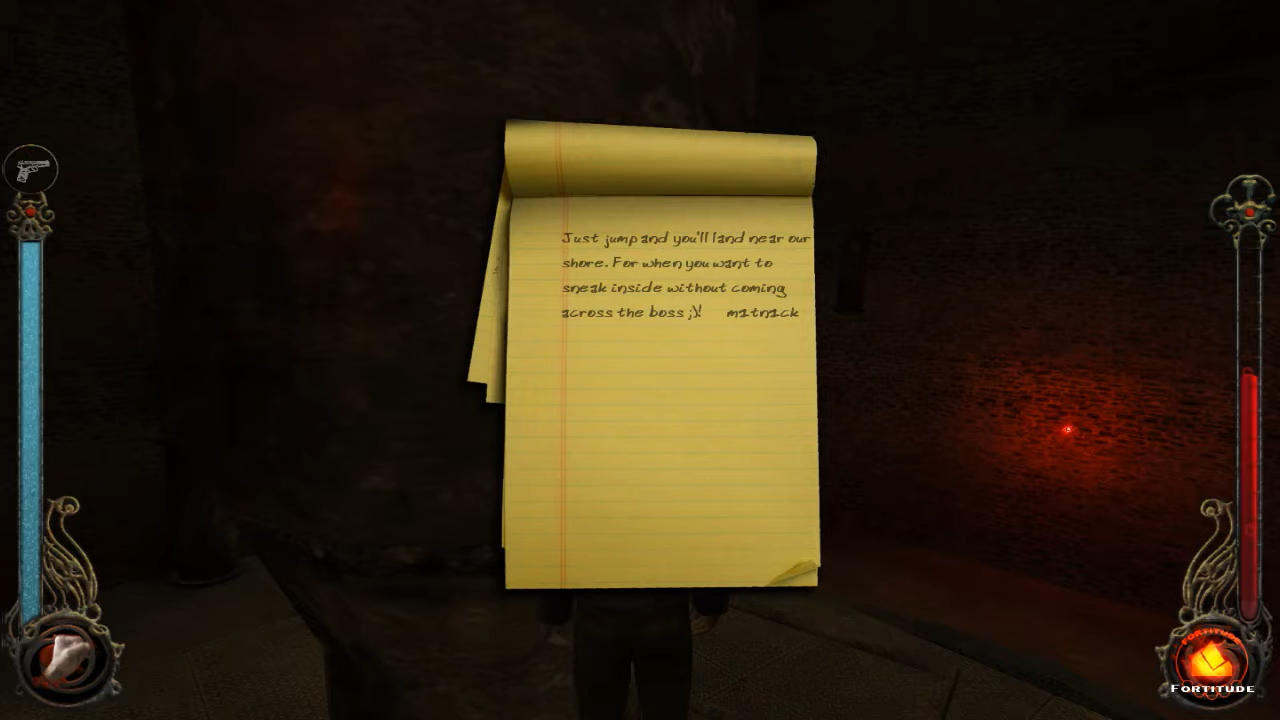 Just jump and you'll land near our
shore. For when you want to
sneak inside without coming
across the boss ;)! m1tn1ck
FORTITUDE
FORTITUDE